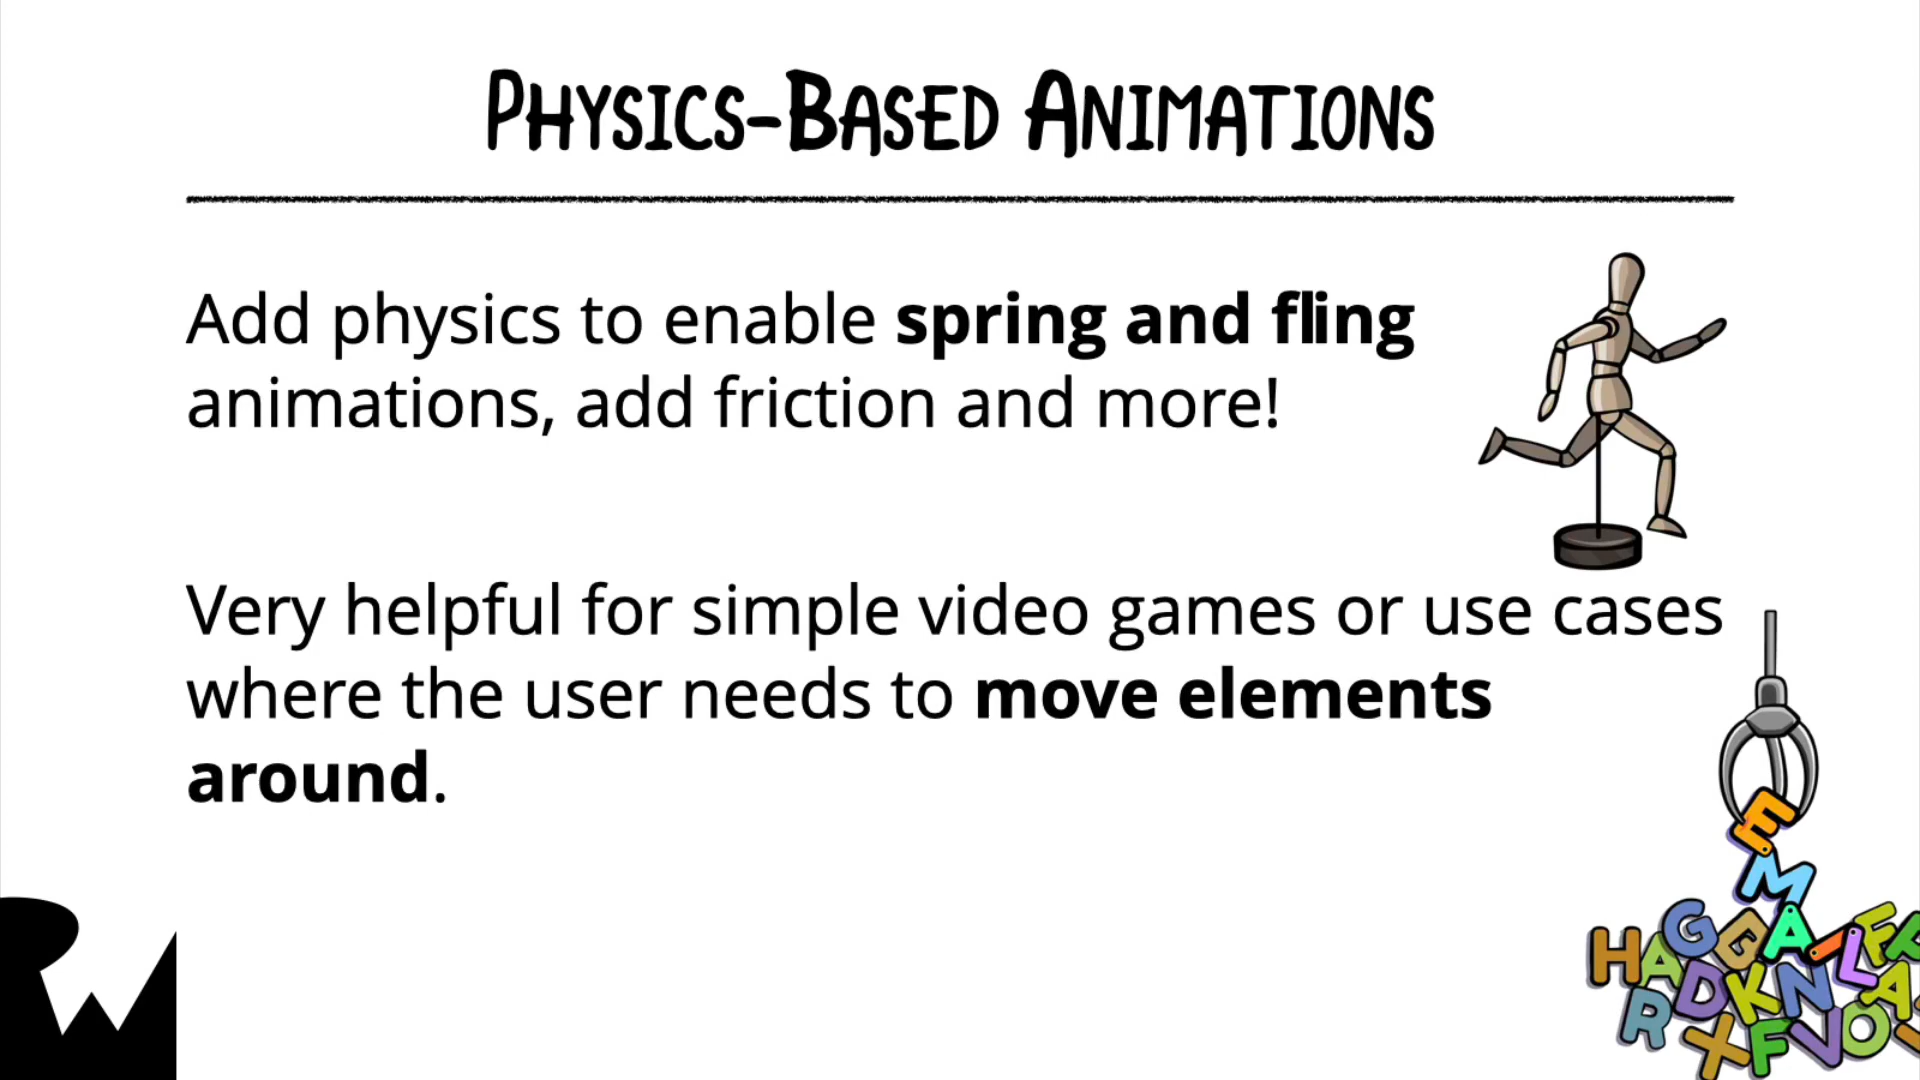 PHYSICS-BASED ANIMATIONS
Add physics to enable spring and fling
animations, add friction and more!
Very helpful for simple video games or use cases
where the user needs to move elements
around.
E
M
H A G G A L F
R D K N A
X F V O